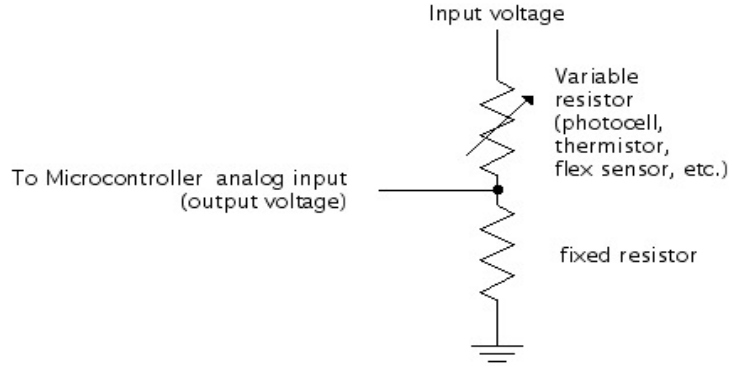 Input voltage
Variable
resistor
(photocell,
thermistor,
flex sensor, etc.)
To Microcontroller analog input
(output voltage)
fixed resistor